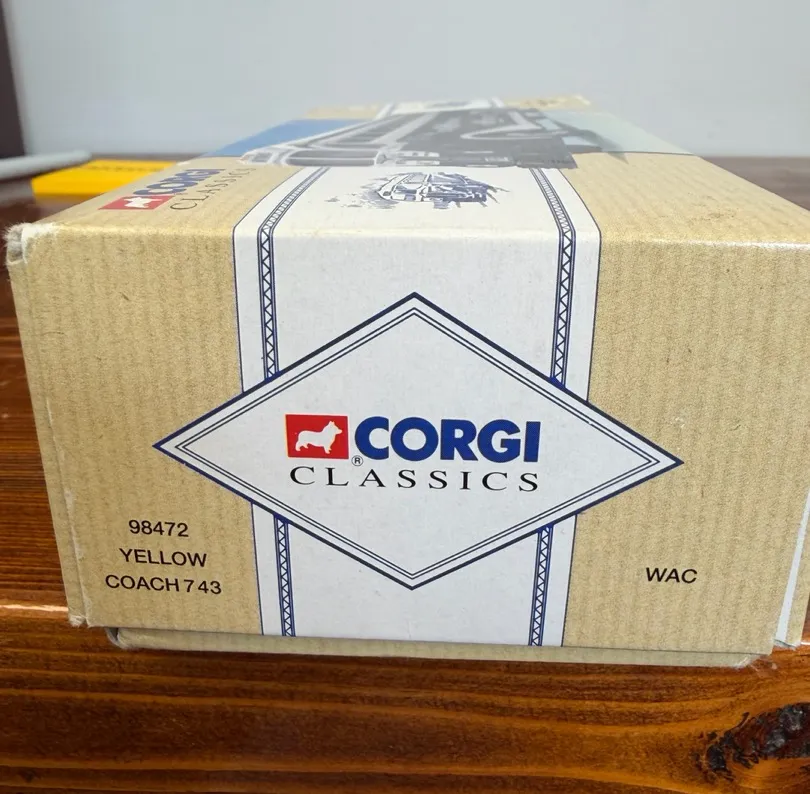 CORGI
CLASSICS
CORGI
®
CLASSICS
98472
YELLOW
COACH 743
WAC